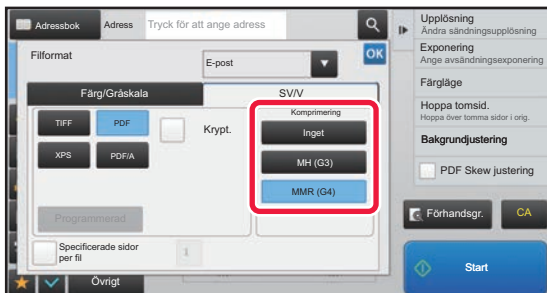 Adressbok
Adress
Tryck för att ange adress
Filformat
E-post
OK
Färg/Gråskala
SV/V
TIFF
PDF
Krypt.
XPS
PDF/A
Komprimering
Inget
MH (G3)
MMR (G4)
Programmerad
Specificerade sidor
per fil
1
Övrigt
Upplösning
Ändra sändningsupplösning
Exponering
Ange avsändningsexponering
Färgläge
Hoppa tomsid.
Hoppa över tomma sidor i orig.
Bakgrundjustering
PDF Skew justering
Förhandsgr.
CA
Start